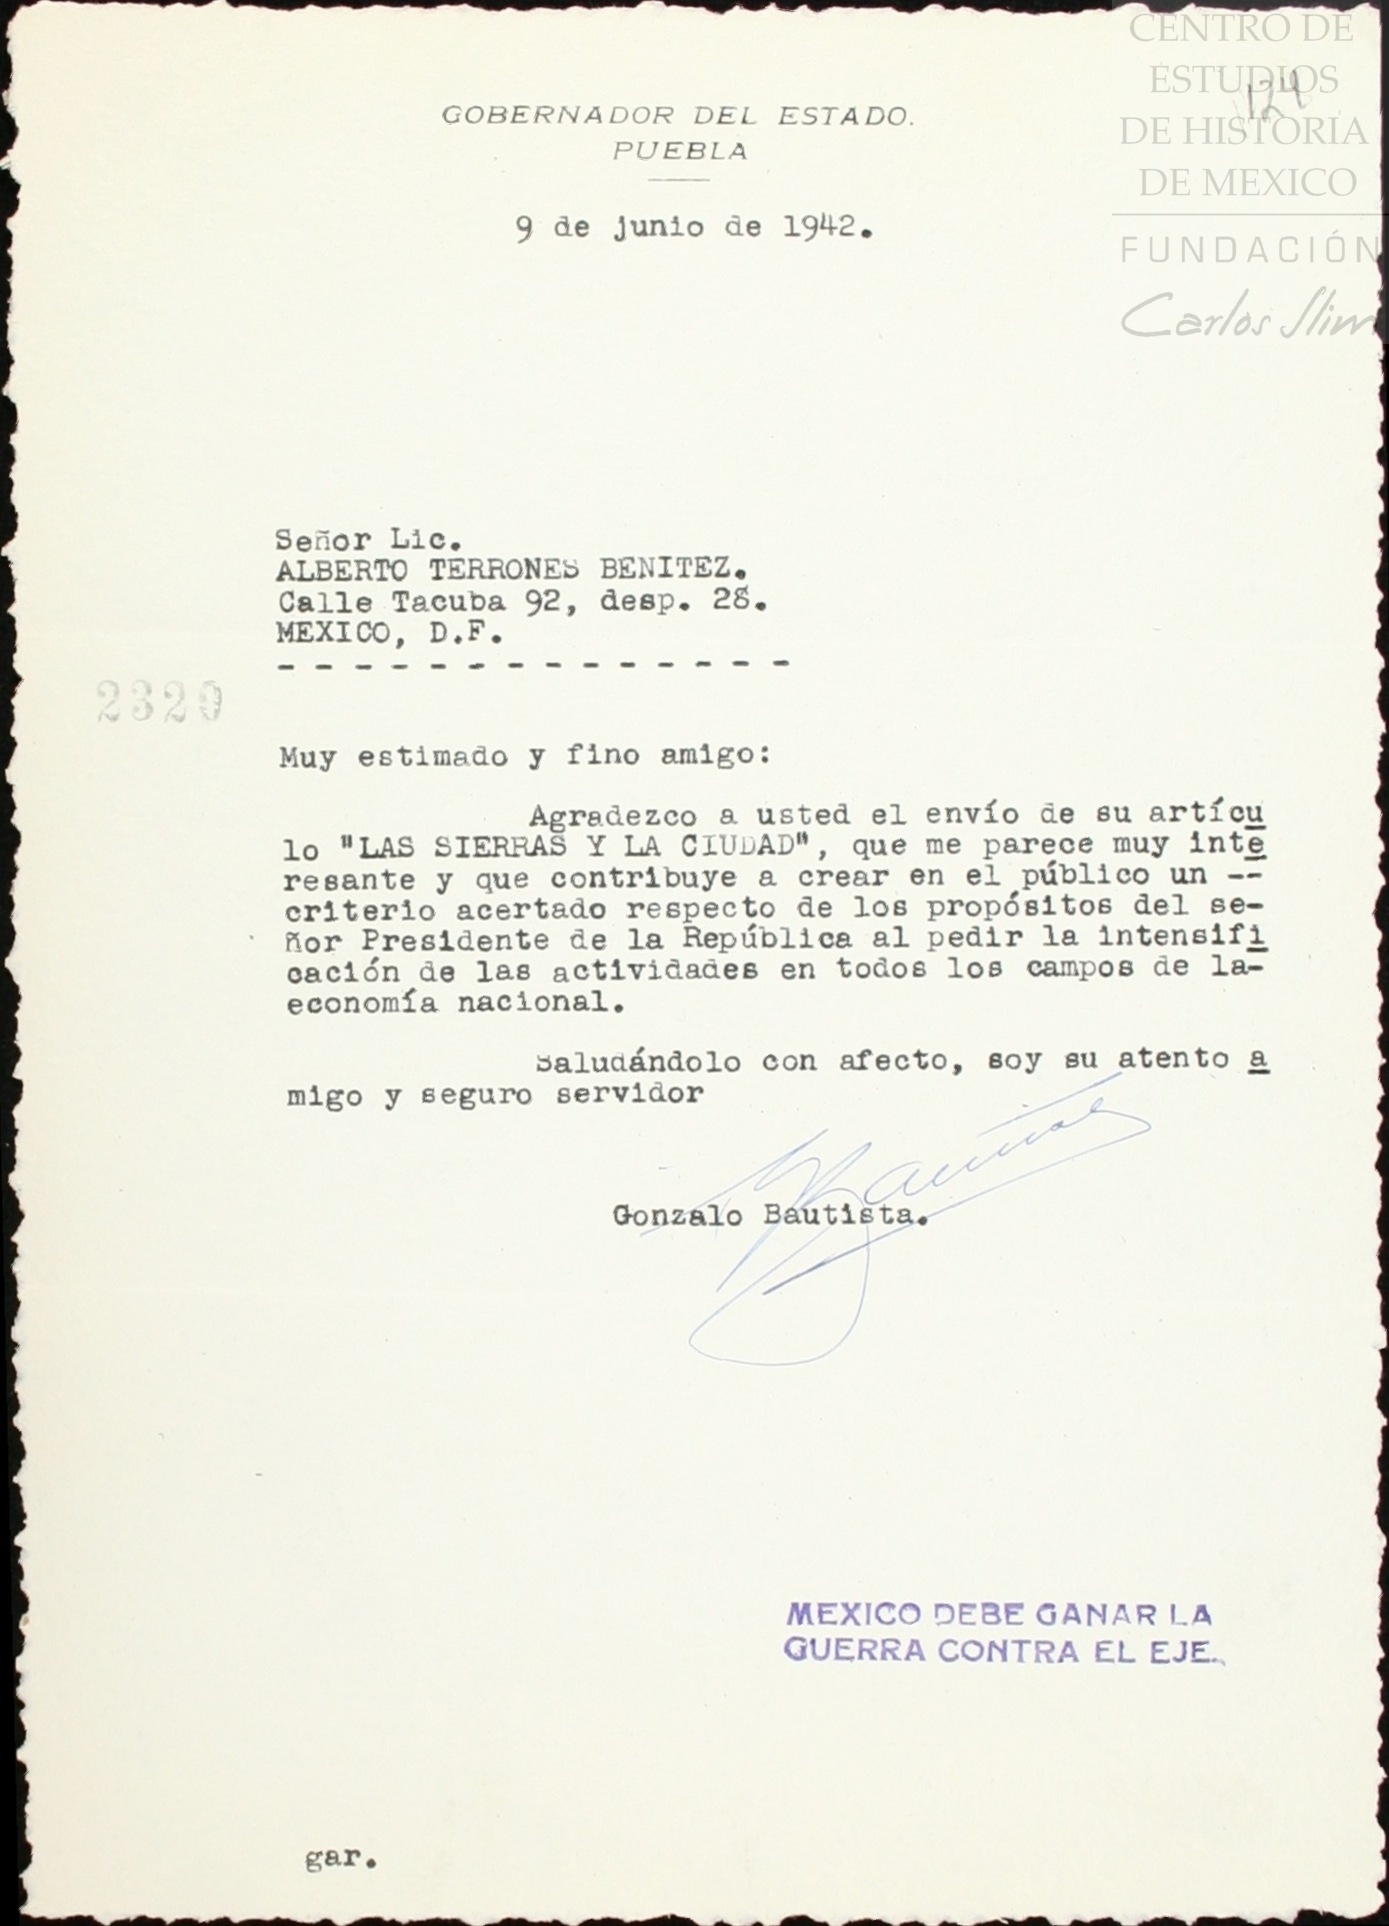 CENTRO DE
ESTUDIOS
DE HISTORIA
DE MEXICO
FUNDACIÓN
Carlos Slim
124
GOBERNADOR DEL ESTADO.
PUEBLA
9 de junio de 1942.
Señor Lic.
ALBERTO TERRONES BENITEZ.
Calle Tacuba 92, desp. 28.
MEXICO, D.F.
- - - - - - - - - - - - - -
2320
Muy estimado y fino amigo:
Agradezco a usted el envío de su artícu
lo "LAS SIERRAS Y LA CIUDAD", que me parece muy inte
resante y que contribuye a crear en el público un --
criterio acertado respecto de los propósitos del se-
ñor Presidente de la República al pedir la intensifi
cación de las actividades en todos los campos de la-
economía nacional.
Saludándolo con afecto, soy su atento a
migo y seguro servidor
GBautista
Gonzalo Bautista.
MEXICO DEBE GANAR LA
GUERRA CONTRA EL EJE.
gar.